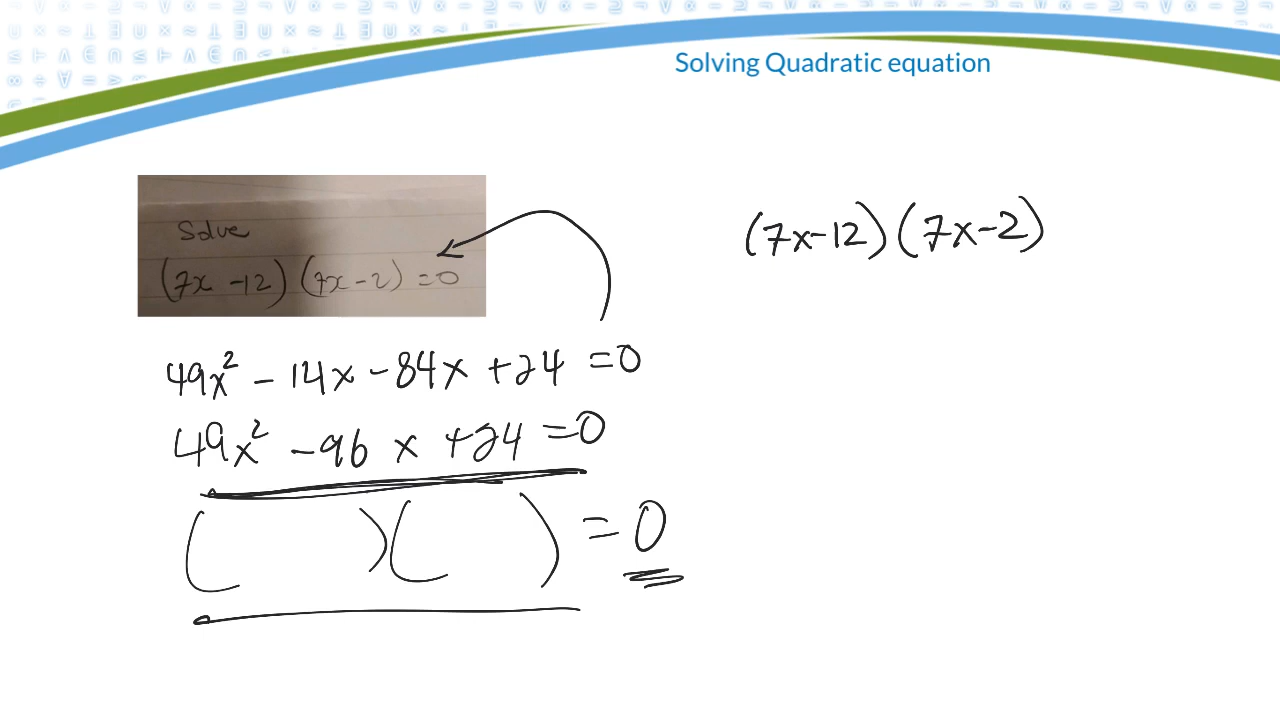 Solving Quadratic equation
Solve
(7x -12) (7x - 2) = 0
(7x-12)(7x-2)
49x² - 14x - 84x + 24 = 0
49x² - 96x + 24 = 0
( )( ) = 0